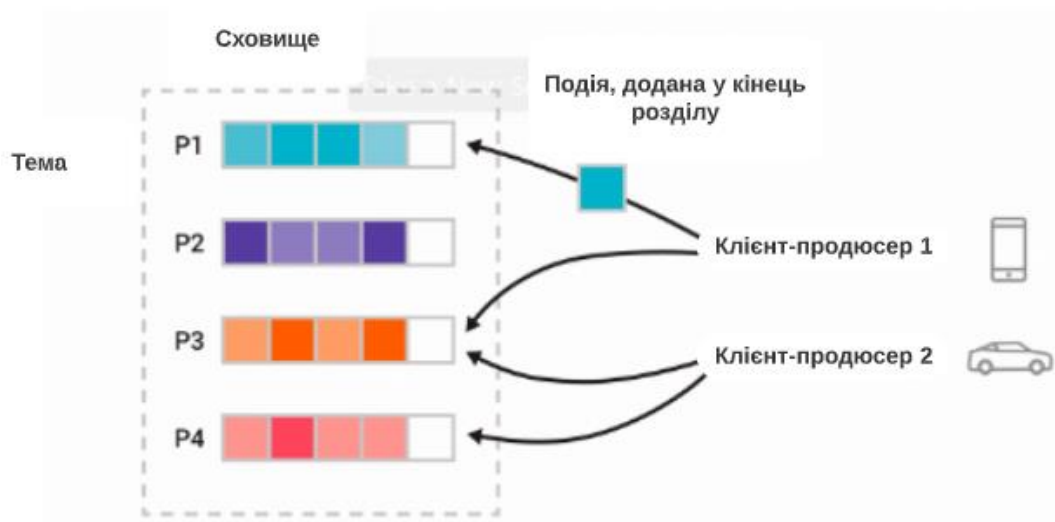 Сховище
Подія, додана у кінець
розділу
Тема
P1
P2
Клієнт-продюсер 1
P3
Клієнт-продюсер 2
P4